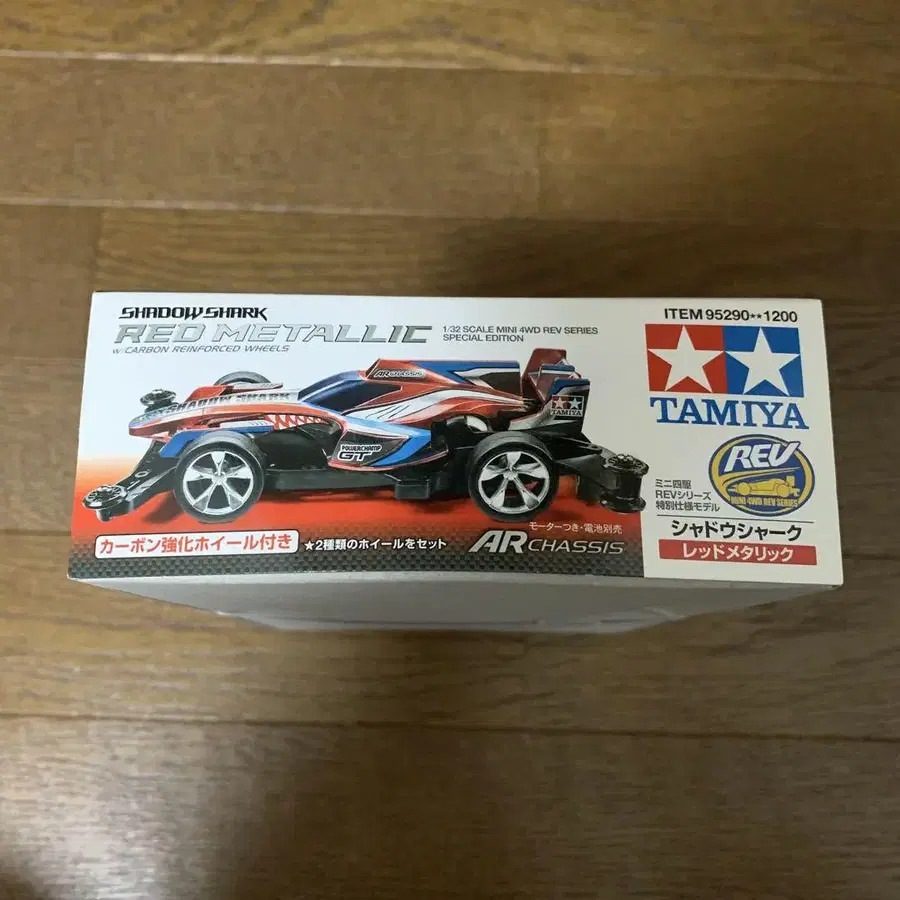 SHADOW SHARK
RED METALLIC
w/CARBON REINFORCED WHEELS
1/32 SCALE MINI 4WD REV SERIES
SPECIAL EDITION
ITEM 95290★★1200
TAMIYA
AR CHASSIS
SHADOW SHARK
POWERCHAMP
GT
TAMIYA
REV
MINI 4WD REV SERIES
ミニ四駆
REVシリーズ
特別仕様モデル
シャドウシャーク
レッドメタリック
カーボン強化ホイール付き
★2種類のホイールをセット
モーターつき・電池別売
AR CHASSIS